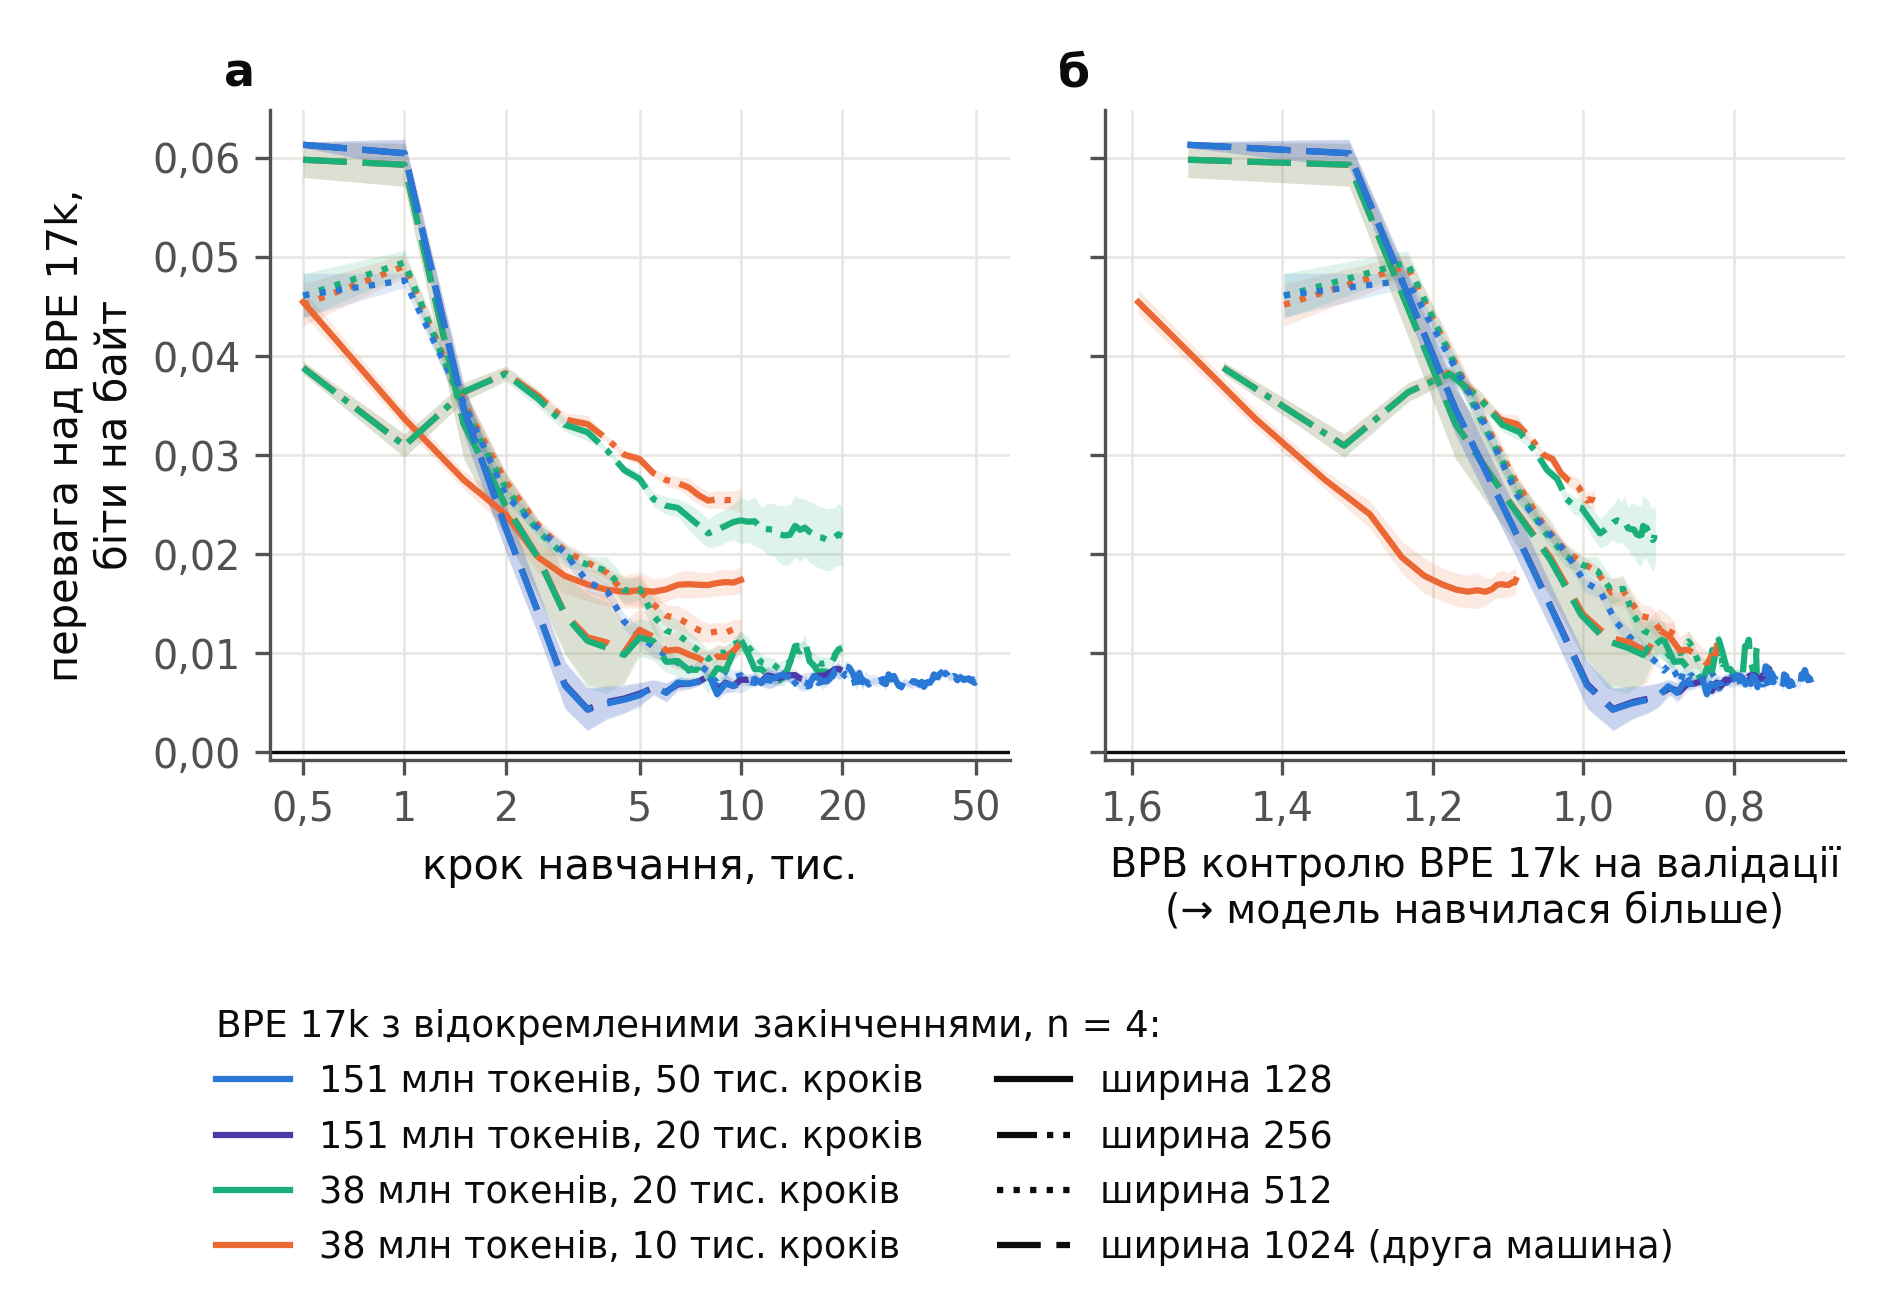 а
б
перевага над BPE 17k,
біти на байт
0,06
0,05
0,04
0,03
0,02
0,01
0,00
0,5 1 2 5 10 20 50
1,6 1,4 1,2 1,0 0,8
крок навчання, тис.
BPB контролю BPE 17k на валідації
(→ модель навчилася більше)
BPE 17k з відокремленими закінченнями, n = 4:
151 млн токенів, 50 тис. кроків
151 млн токенів, 20 тис. кроків
38 млн токенів, 20 тис. кроків
38 млн токенів, 10 тис. кроків
ширина 128
ширина 256
ширина 512
ширина 1024 (друга машина)